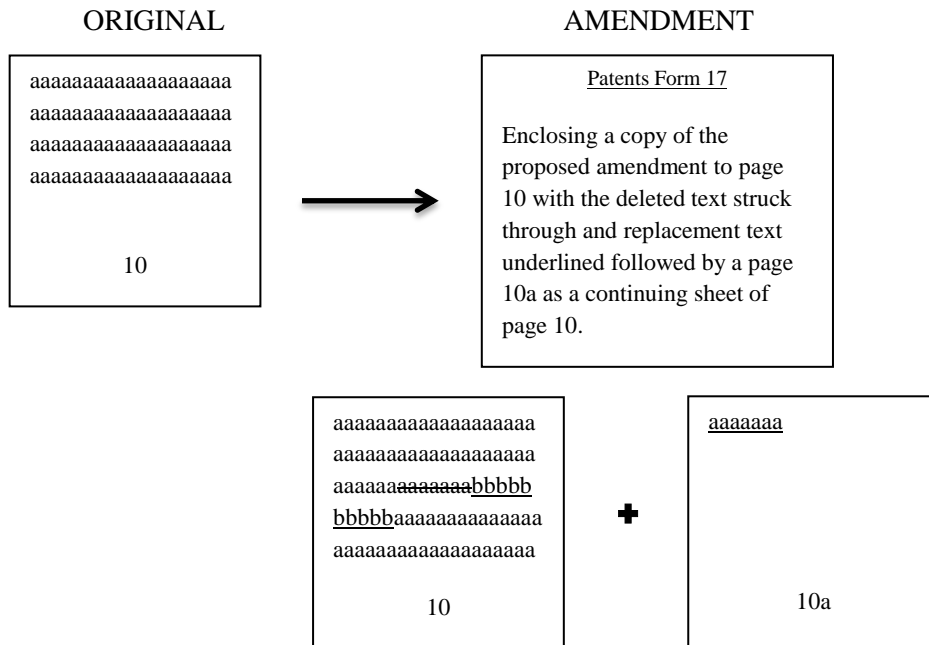 ORIGINAL
aaaaaaaaaaaaaaaaaaa
aaaaaaaaaaaaaaaaaaa
aaaaaaaaaaaaaaaaaaa
aaaaaaaaaaaaaaaaaaa
10
AMENDMENT
Patents Form 17
Enclosing a copy of the
proposed amendment to page
10 with the deleted text struck
through and replacement text
underlined followed by a page
10a as a continuing sheet of
page 10.
aaaaaaaaaaaaaaaaaaa
aaaaaaaaaaaaaaaaaaa
aaaaaaaaaaaaabbbbb
bbbbbaaaaaaaaaaaaaa
aaaaaaaaaaaaaaaaaaa
10
aaaaaaa
10a